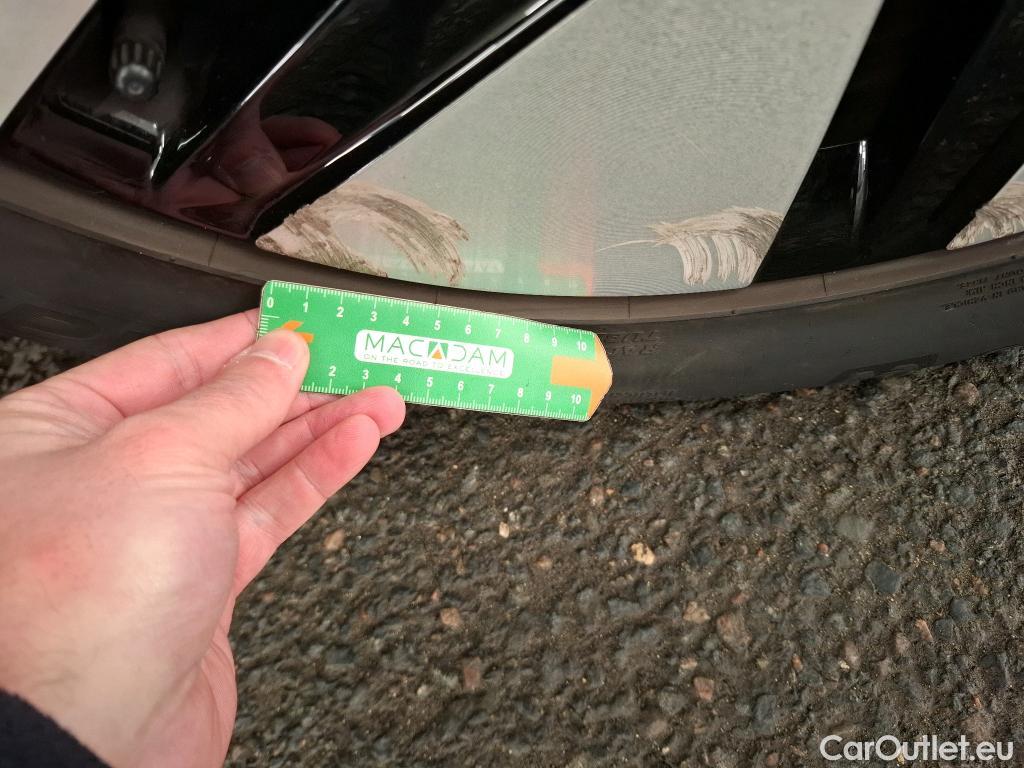 0 1 2 3 4 5 6 7 8 9 10
MACADAM
ON THE ROAD TO EXCELLENCE
2 3 4 5 6 7 8 9 10
CarOutlet.eu